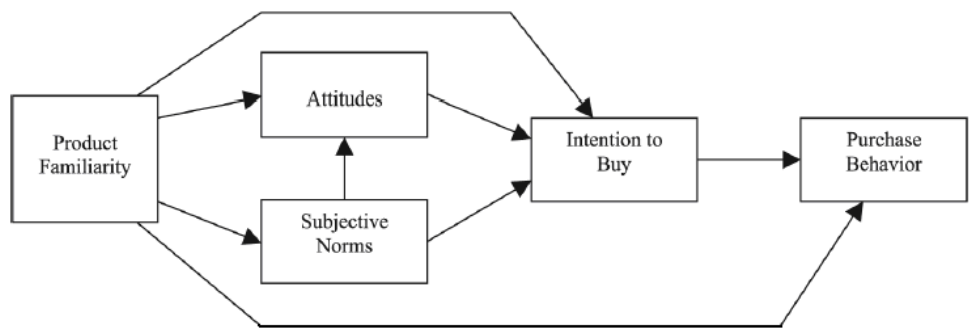 Product
Familiarity
Attitudes
Subjective
Norms
Intention to
Buy
Purchase
Behavior